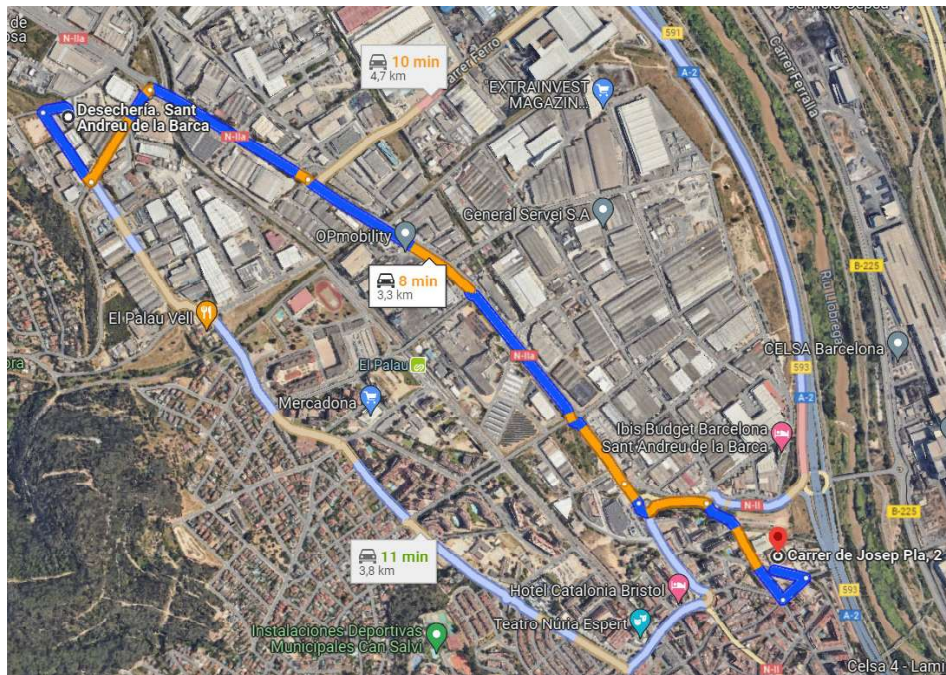 N-IIa
Desechería. Sant
Andreu de la Barca
10 min
4,7 km
Carrer Ferro
EXTRAINVEST
MAGAZIN...
591
A-2
Carrer Ferralla
N-IIa
OPmobility
General Servei S.A
8 min
3,3 km
B-225
Riu Llobregat
El Palau Vell
N-IIa
CELSA Barcelona
El Palau
593
A-2
Mercadona
Ibis Budget Barcelona
Sant Andreu de la Barca
N-II
B-225
11 min
3,8 km
Carrer de Josep Pla, 2
Hotel Catalonia Bristol
593
Teatro Núria Espert
A-2
Instalaciones Deportivas
Municipales Can Salvi
N-II
Celsa 4 - Lami